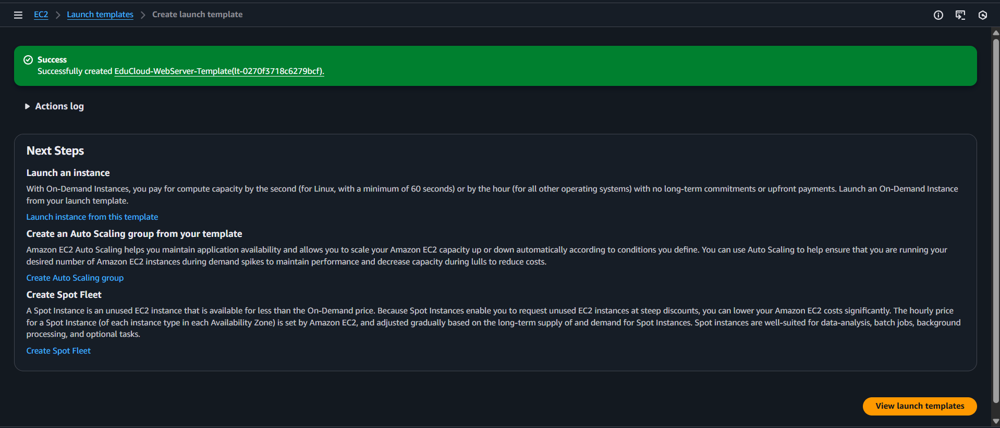 EC2 > Launch templates > Create launch template
Success
Successfully created EduCloud-WebServer-Template(lt-0270f3718c6279bcf).
Actions log
Next Steps
Launch an instance
With On-Demand Instances, you pay for compute capacity by the second (for Linux, with a minimum of 60 seconds) or by the hour (for all other operating systems) with no long-term commitments or upfront payments. Launch an On-Demand Instance
from your launch template.
Launch instance from this template
Create an Auto Scaling group from your template
Amazon EC2 Auto Scaling helps you maintain application availability and allows you to scale your Amazon EC2 capacity up or down automatically according to conditions you define. You can use Auto Scaling to help ensure that you are running your
desired number of Amazon EC2 instances during demand spikes to maintain performance and decrease capacity during lulls to reduce costs.
Create Auto Scaling group
Create Spot Fleet
A Spot Instance is an unused EC2 instance that is available for less than the On-Demand price. Because Spot Instances enable you to request unused EC2 instances at steep discounts, you can lower your Amazon EC2 costs significantly. The hourly price
for a Spot Instance (of each instance type in each Availability Zone) is set by Amazon EC2, and adjusted gradually based on the long-term supply of and demand for Spot Instances. Spot instances are well-suited for data-analysis, batch jobs, background
processing, and optional tasks.
Create Spot Fleet
View launch templates